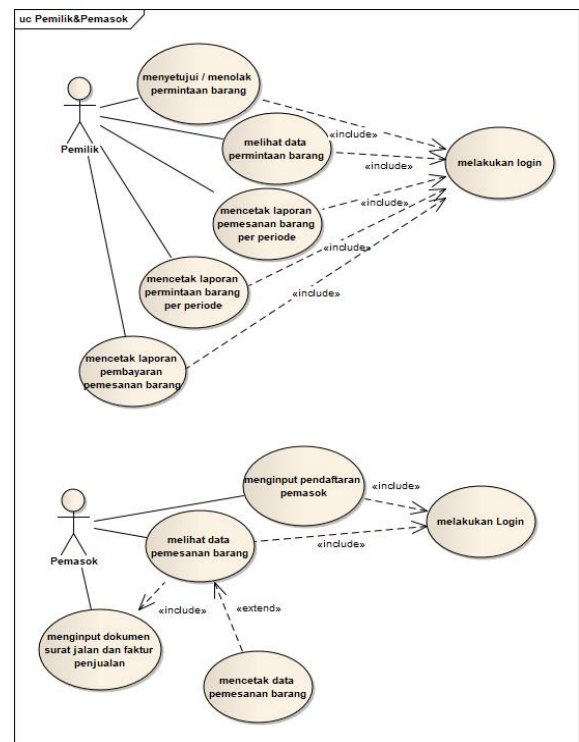 uc Pemilik&Pemasok
menyetujui / menolak
permintaan barang
Pemilik
melihat data
permintaan barang
«include»
«include»
melakukan login
mencetak laporan
pemesanan barang
per periode
«include»
mencetak laporan
permintaan barang
per periode
«include»
«include»
mencetak laporan
pembayaran
pemesanan barang
menginput pendaftaran
pemasok
«include»
melakukan Login
Pemasok
melihat data
pemesanan barang
«include»
«include»
«extend»
menginput dokumen
surat jalan dan faktur
penjualan
mencetak data
pemesanan barang